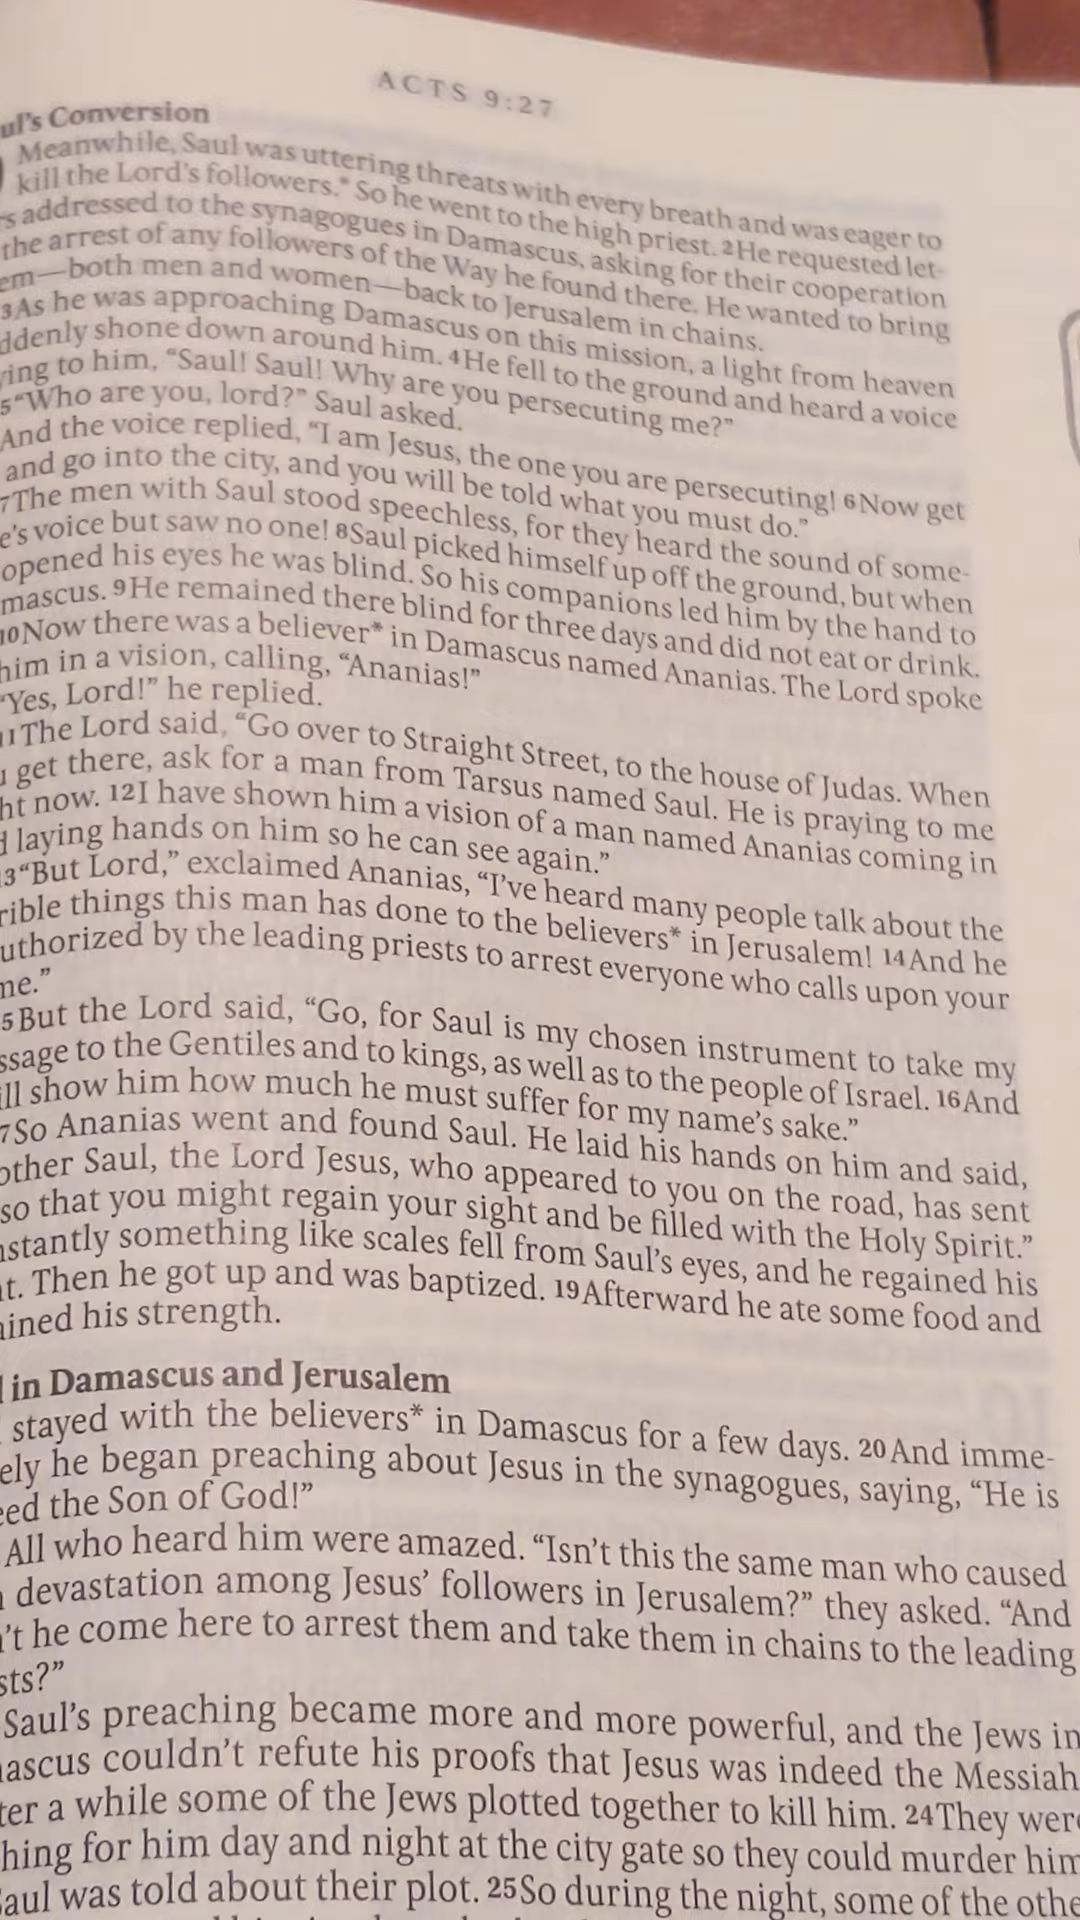 ACTS 9:27
ul's Conversion
Meanwhile, Saul was uttering threats with every breath and was eager to
kill the Lord's followers.* So he went to the high priest. 2He requested let-
rs addressed to the synagogues in Damascus, asking for their cooperation
the arrest of any followers of the Way he found there. He wanted to bring
em—both men and women—back to Jerusalem in chains.
3As he was approaching Damascus on this mission, a light from heaven
ddenly shone down around him. 4He fell to the ground and heard a voice
ying to him, “Saul! Saul! Why are you persecuting me?”
5“Who are you, lord?” Saul asked.
And the voice replied, “I am Jesus, the one you are persecuting! 6Now get
and go into the city, and you will be told what you must do.”
7The men with Saul stood speechless, for they heard the sound of some-
e's voice but saw no one! 8Saul picked himself up off the ground, but when
opened his eyes he was blind. So his companions led him by the hand to
mascus. 9He remained there blind for three days and did not eat or drink.
10Now there was a believer* in Damascus named Ananias. The Lord spoke
him in a vision, calling, “Ananias!”
“Yes, Lord!” he replied.
11The Lord said, “Go over to Straight Street, to the house of Judas. When
u get there, ask for a man from Tarsus named Saul. He is praying to me
ht now. 12I have shown him a vision of a man named Ananias coming in
d laying hands on him so he can see again.”
13“But Lord,” exclaimed Ananias, “I've heard many people talk about the
rible things this man has done to the believers* in Jerusalem! 14And he
uthorized by the leading priests to arrest everyone who calls upon your
me.”
5But the Lord said, “Go, for Saul is my chosen instrument to take my
ssage to the Gentiles and to kings, as well as to the people of Israel. 16And
ill show him how much he must suffer for my name's sake.”
7So Ananias went and found Saul. He laid his hands on him and said,
other Saul, the Lord Jesus, who appeared to you on the road, has sent
so that you might regain your sight and be filled with the Holy Spirit.”
nstantly something like scales fell from Saul's eyes, and he regained his
ht. Then he got up and was baptized. 19Afterward he ate some food and
ained his strength.
l in Damascus and Jerusalem
stayed with the believers* in Damascus for a few days. 20And imme-
ely he began preaching about Jesus in the synagogues, saying, “He is
eed the Son of God!”
All who heard him were amazed. “Isn't this the same man who caused
h devastation among Jesus' followers in Jerusalem?” they asked. “And
n't he come here to arrest them and take them in chains to the leading
sts?”
Saul's preaching became more and more powerful, and the Jews in
mascus couldn't refute his proofs that Jesus was indeed the Messiah
ter a while some of the Jews plotted together to kill him. 24They were
hing for him day and night at the city gate so they could murder him
Saul was told about their plot. 25So during the night, some of the othe